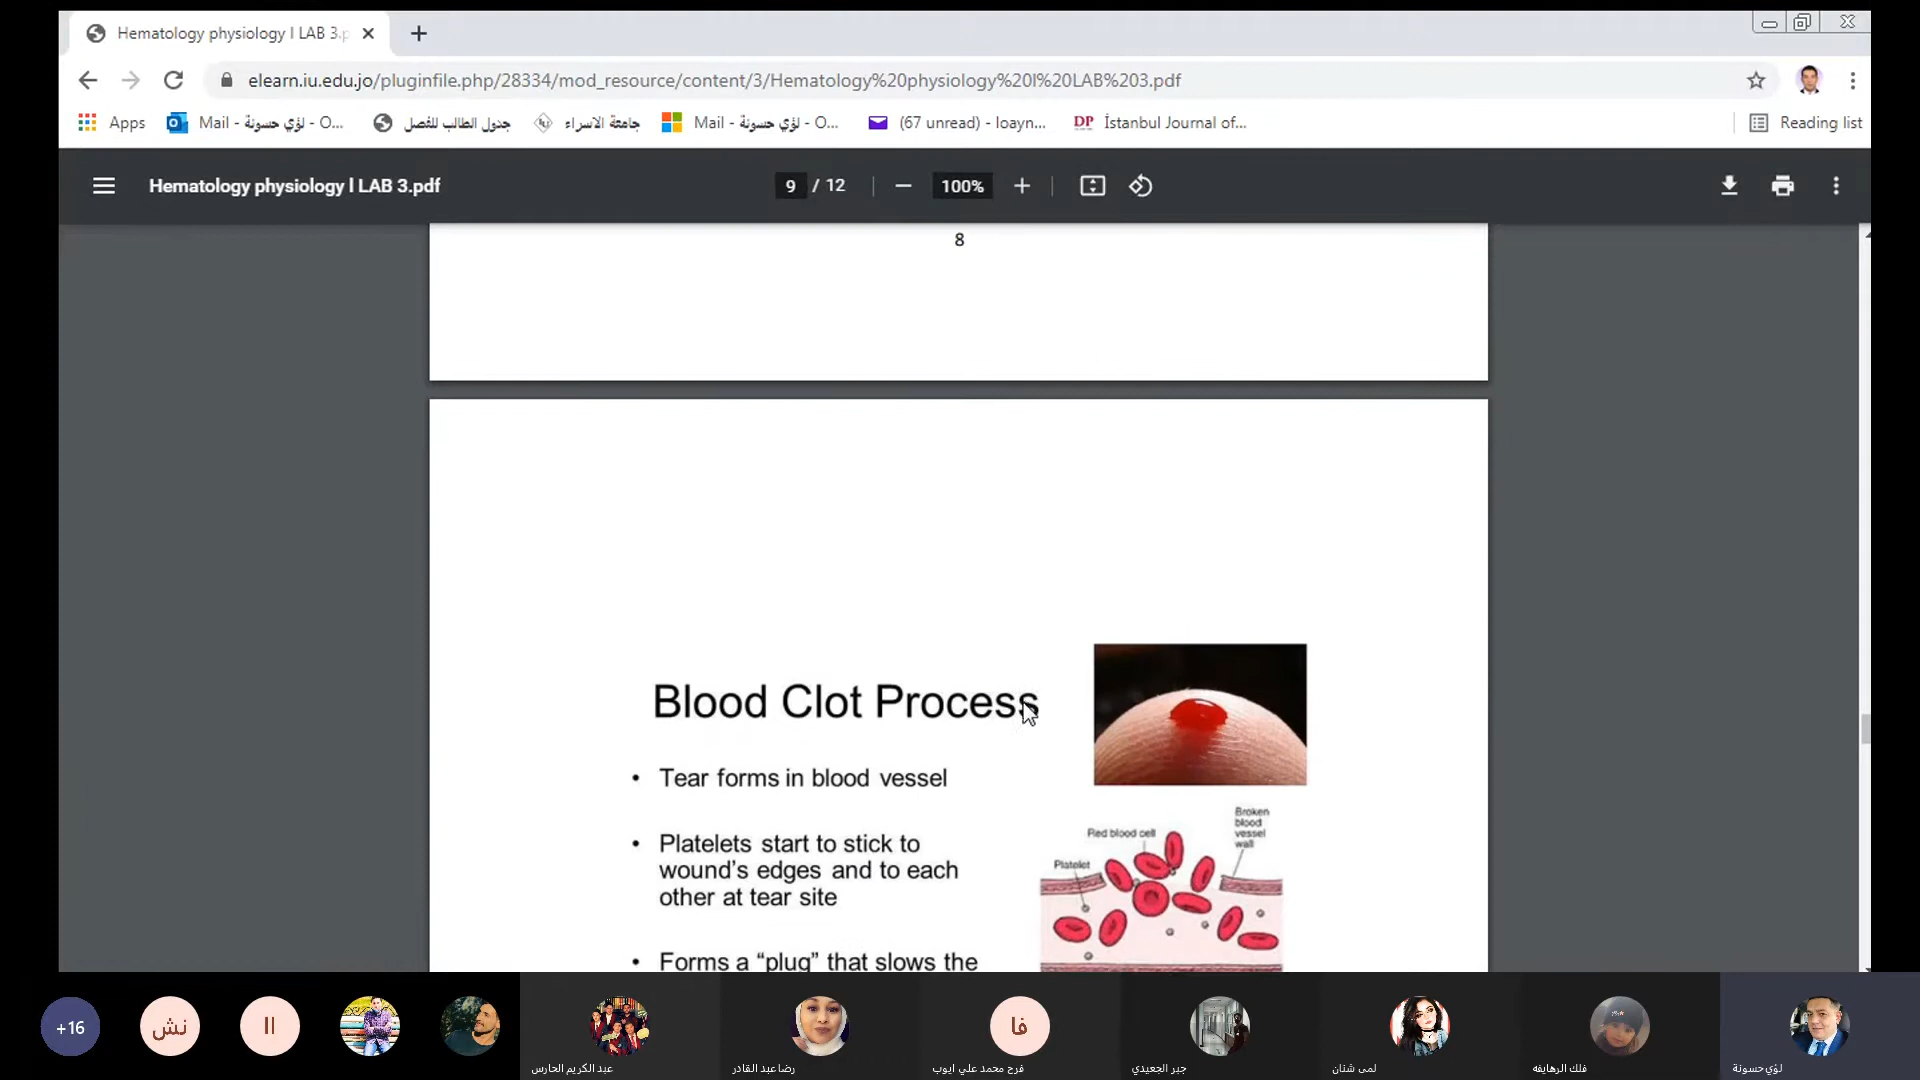 Hematology physiology l LAB 3.p
elearn.iu.edu.jo/pluginfile.php/28334/mod_resource/content/3/Hematology%20physiology%20l%20LAB%203.pdf
Apps
Mail - لؤي حسونة - O...
جدول الطالب للفصل
جامعة الاسراء
Mail - لؤي حسونة - O...
(67 unread) - loayn...
DP
İstanbul Journal of...
Reading list
Hematology physiology l LAB 3.pdf
9 / 12
100%
8
Blood Clot Process
• Tear forms in blood vessel
• Platelets start to stick to
wound's edges and to each
other at tear site
• Forms a “plug” that slows the
Broken
blood
vessel
wall
Red blood cell
Platelet
+16
نش
اا
فا
عبد الكريم الحارس
رضا عبد القادر
فرح محمد علي ايوب
جبر الجعيدي
لمى شنان
فلك الرهايفه
لؤي حسونة